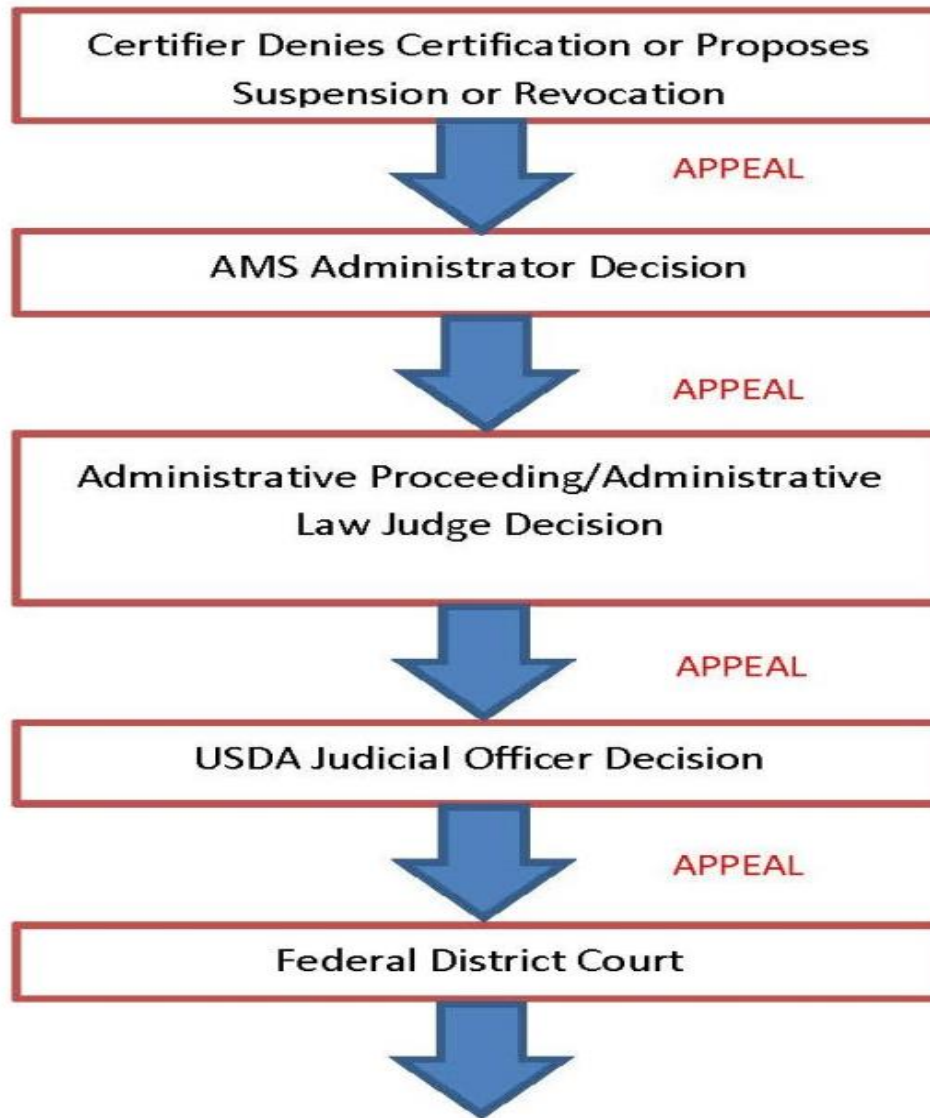 Certifier Denies Certification or Proposes
Suspension or Revocation
APPEAL
AMS Administrator Decision
APPEAL
Administrative Proceeding/Administrative
Law Judge Decision
APPEAL
USDA Judicial Officer Decision
APPEAL
Federal District Court